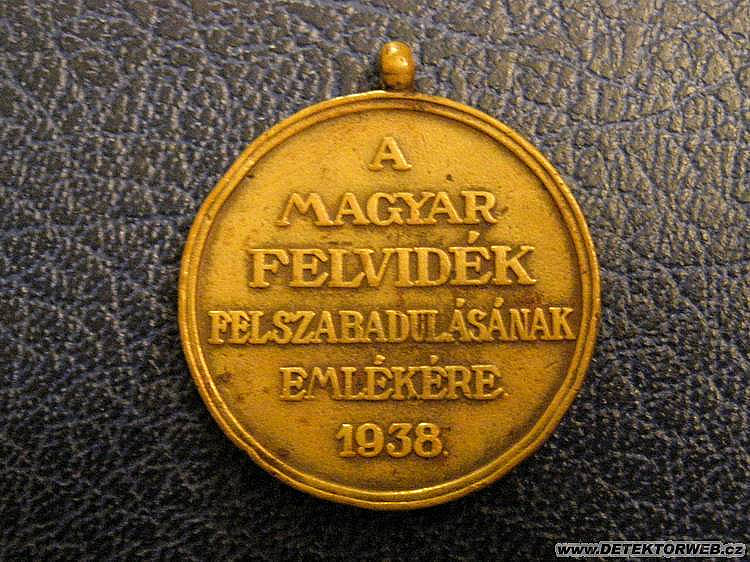 A
MAGYAR
FELVIDÉK
FELSZABADULÁSÁNAK
EMLÉKÉRE
1938.
www.DETEKTORWEB.cz